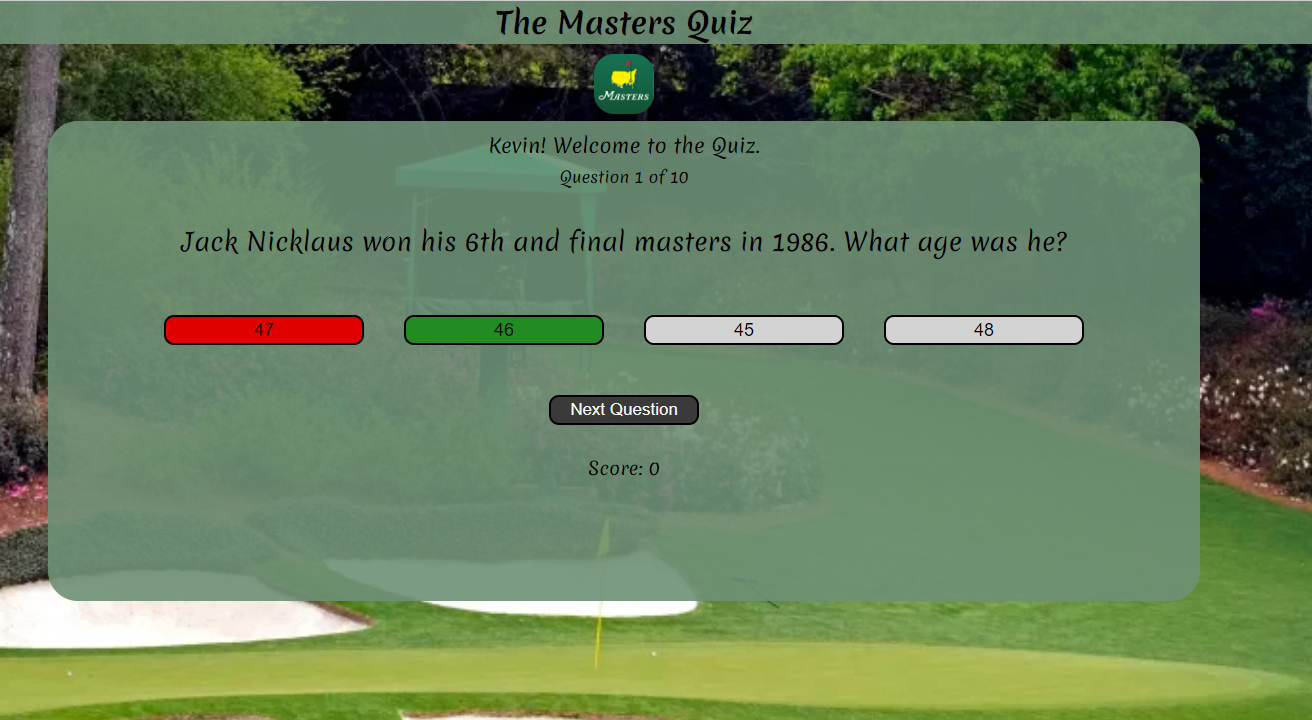 The Masters Quiz
Masters
Kevin! Welcome to the Quiz.
Question 1 of 10
Jack Nicklaus won his 6th and final masters in 1986. What age was he?
47 46 45 48
Next Question
Score: 0